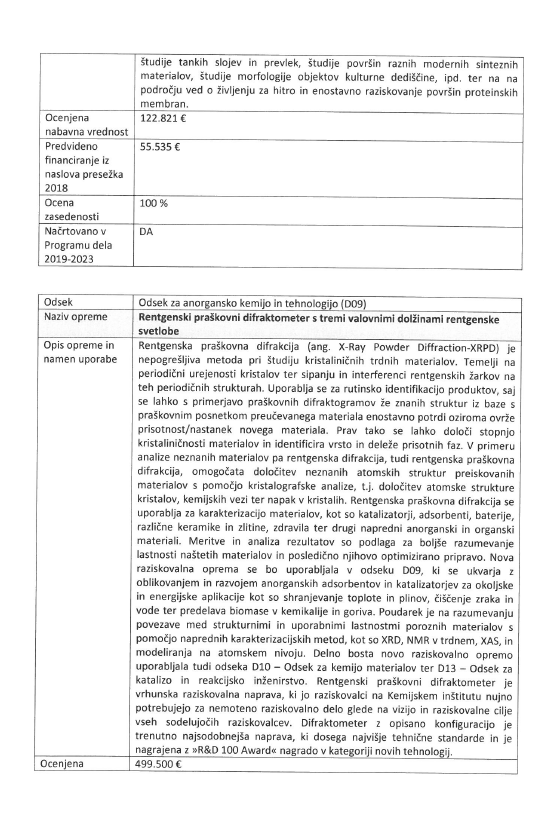 študije tankih slojev in prevlek, študije površin raznih modernih sinteznih
materialov, študije morfologije objektov kulturne dediščine, ipd. ter na na
področju ved o življenju za hitro in enostavno raziskovanje površin proteinskih
membran.
Ocenjena
nabavna vrednost
122.821 €
Predvideno
financiranje iz
naslova presežka
2018
55.535 €
Ocena
zasedenosti
100 %
Načrtovano v
Programu dela
2019-2023
DA
Odsek
Odsek za anorgansko kemijo in tehnologijo (D09)
Naziv opreme
Rentgenski praškovni difraktometer s tremi valovnimi dolžinami rentgenske
svetlobe
Opis opreme in
namen uporabe
Rentgenska praškovna difrakcija (ang. X-Ray Powder Diffraction-XRPD) je
nepogrešljiva metoda pri študiju kristaliničnih trdnih materialov. Temelji na
periodični urejenosti kristalov ter sipanju in interferenci rentgenskih žarkov na
teh periodičnih strukturah. Uporablja se za rutinsko identifikacijo produktov, saj
se lahko s primerjavo praškovnih difraktogramov že znanih struktur iz baze s
praškovnim posnetkom preučevanega materiala enostavno potrdi oziroma ovrže
prisotnost/nastanek novega materiala. Prav tako se lahko določi stopnjo
kristaliničnosti materialov in identificira vrsto in deleže prisotnih faz. V primeru
analize neznanih materialov pa rentgenska difrakcija, tudi rentgenska praškovna
difrakcija, omogočata določitev neznanih atomskih struktur preiskovanih
materialov s pomočjo kristalografske analize, t.j. določitev atomske strukture
kristalov, kemijskih vezi ter napak v kristalih. Rentgenska praškovna difrakcija se
uporablja za karakterizacijo materialov, kot so katalizatorji, adsorbenti, baterije,
različne keramike in zlitine, zdravila ter drugi napredni anorganski in organski
materiali. Meritve in analiza rezultatov so podlaga za boljše razumevanje
lastnosti naštetih materialov in posledično njihovo optimizirano pripravo. Nova
raziskovalna oprema se bo uporabljala v odseku D09, ki se ukvarja z
oblikovanjem in razvojem anorganskih adsorbentov in katalizatorjev za okoljske
in energijske aplikacije kot so shranjevanje toplote in plinov, čiščenje zraka in
vode ter predelava biomase v kemikalije in goriva. Poudarek je na razumevanju
povezave med strukturnimi in uporabnimi lastnostmi poroznih materialov s
pomočjo naprednih karakterizacijskih metod, kot so XRD, NMR v trdnem, XAS, in
modeliranja na atomskem nivoju. Delno bosta novo raziskovalno opremo
uporabljala tudi odseka D10 – Odsek za kemijo materialov ter D13 – Odsek za
katalizo in reakcijsko inženirstvo. Rentgenski praškovni difraktometer je
vrhunska raziskovalna naprava, ki jo raziskovalci na Kemijskem inštitutu nujno
potrebujejo za nemoteno raziskovalno delo glede na vizijo in raziskovalne cilje
vseh sodelujočih raziskovalcev. Difraktometer z opisano konfiguracijo je
trenutno najsodobnejša naprava, ki dosega najvišje tehnične standarde in je
nagrajena z »R&D 100 Award« nagrado v kategoriji novih tehnologij.
Ocenjena
499.500 €